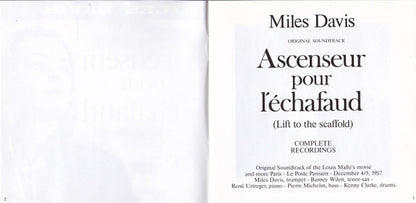 Miles Davis
ORIGINAL SOUNDTRACK
Ascenseur
pour
l'échafaud
(Lift to the scaffold)
COMPLETE
RECORDINGS
Original Soundtrack of the Louis Malle's movie
and more Paris - Le Poste Parisien - December 4/5, 1957
Miles Davis, trumpet - Barney Wilen, tenor-sax -
René Urtreger, piano - Pierre Michelot, bass - Kenny Clarke, drums.
2
1